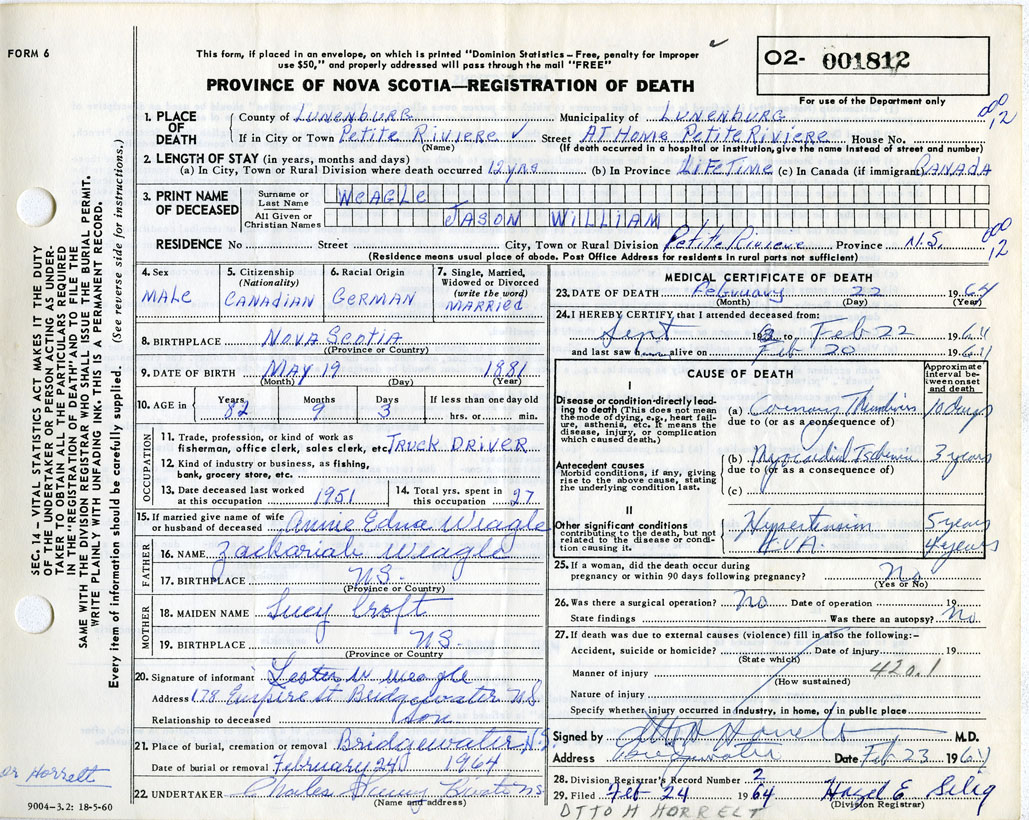 FORM 6
This form, if placed in an envelope, on which is printed "Dominion Statistics – Free, penalty for improper
use $50," and properly addressed will pass through the mail "FREE"
O2- 001812
PROVINCE OF NOVA SCOTIA—REGISTRATION OF DEATH
For use of the Department only
1. PLACE OF DEATH
County of LUNENBURG Municipality of LUNENBURG
000 12
If in City or Town PETITE RIVIERE Street AT HOME PETITE RIVIERE House No.
(Name) (If death occurred in a hospital or institution, give the name instead of street and number)
2. LENGTH OF STAY (in years, months and days)
(a) In City, Town or Rural Division where death occurred 12 yrs (b) In Province LIFETIME (c) In Canada (if immigrant) CANADA
3. PRINT NAME OF DECEASED
Surname or Last Name WEAGLE
All Given or Christian Names JASON WILLIAM
000 12
RESIDENCE No Street City, Town or Rural Division Petite Riviere Province N.S.
(Residence means usual place of abode. Post Office Address for residents in rural parts not sufficient)
4. Sex MALE
5. Citizenship (Nationality) CANADIAN
6. Racial Origin GERMAN
7. Single, Married, Widowed or Divorced (write the word) MARRIED
8. BIRTHPLACE NOVA SCOTIA
(Province or Country)
9. DATE OF BIRTH MAY 19 1881
(Month) (Day) (Year)
10. AGE in Years 82 Months 9 Days 3 If less than one day old
hrs. or min.
OCCUPATION
11. Trade, profession, or kind of work as
fisherman, office clerk, sales clerk, etc. TRUCK DRIVER
12. Kind of industry or business, as fishing,
bank, grocery store, etc.
13. Date deceased last worked at this occupation 1951
14. Total yrs. spent in this occupation 27
15. If married give name of wife
or husband of deceased Annie Edna Weagle
FATHER
16. NAME Zackariah Weagle
17. BIRTHPLACE N.S.
(Province or Country)
MOTHER
18. MAIDEN NAME Lucy Croft
19. BIRTHPLACE N.S.
(Province or Country
20. Signature of informant Lester W Weagle
Address 178 Empire St Bridgewater N.S
Relationship to deceased son
21. Place of burial, cremation or removal Bridgewater N.S
Date of burial or removal February 24 1964
22. UNDERTAKER Charles
(Name and address)
MEDICAL CERTIFICATE OF DEATH
23. DATE OF DEATH February 22 1964
(Month) (Day) (Year)
24. I HEREBY CERTIFY that I attended deceased from:
Sept 19 to Feb 22 1964
and last saw him alive on Feb 20 1964
CAUSE OF DEATH
Approximate interval between onset and death
I
Disease or condition directly leading to death (This does not mean the mode of dying, e.g., heart failure, asthenia, etc. It means the disease, injury, or complication which caused death.)
(a) Coronary Thrombosis 10 days
due to (or as a consequence of)
Antecedent causes
Morbid conditions, if any, giving rise to the above cause, stating the underlying condition last.
(b) Myocardial Ischemia 3 years
due to (or as a consequence of)
(c)
II
Other significant conditions contributing to the death, but not related to the disease or condition causing it.
Hypertension 5 years
C.V.A. 4 years
25. If a woman, did the death occur during
pregnancy or within 90 days following pregnancy? No
(Yes or No)
26. Was there a surgical operation? No Date of operation 19
State findings Was there an autopsy? No.
27. If death was due to external causes (violence) fill in also the following:–
Accident, suicide or homicide? Date of injury 19
(State which)
Manner of injury 420.1
(How sustained)
Nature of injury
Specify whether injury occurred in industry, in home, or in public place
Signed by Otto H Horrelt M.D.
Address Bridgewater Date Feb 23 1964
28. Division Registrar's Record Number 2
29. Filed Feb 24 1964 Hazel E. Selig
(Division Registrar)
OTTO H HORRELT
SEC. 14 – VITAL STATISTICS ACT MAKES IT THE DUTY
OF THE UNDERTAKER OR PERSON ACTING AS UNDER-
TAKER TO OBTAIN ALL THE PARTICULARS REQUIRED
IN THE "REGISTRATION OF DEATH" AND TO FILE THE
SAME WITH THE DIVISION REGISTRAR WHO SHALL ISSUE THE BURIAL PERMIT.
WRITE PLAINLY WITH UNFADING INK. THIS IS A PERMANENT RECORD.
Every item of information should be carefully supplied. (See reverse side for instructions.)
or Horrelt
9004–3.2: 18-5-60